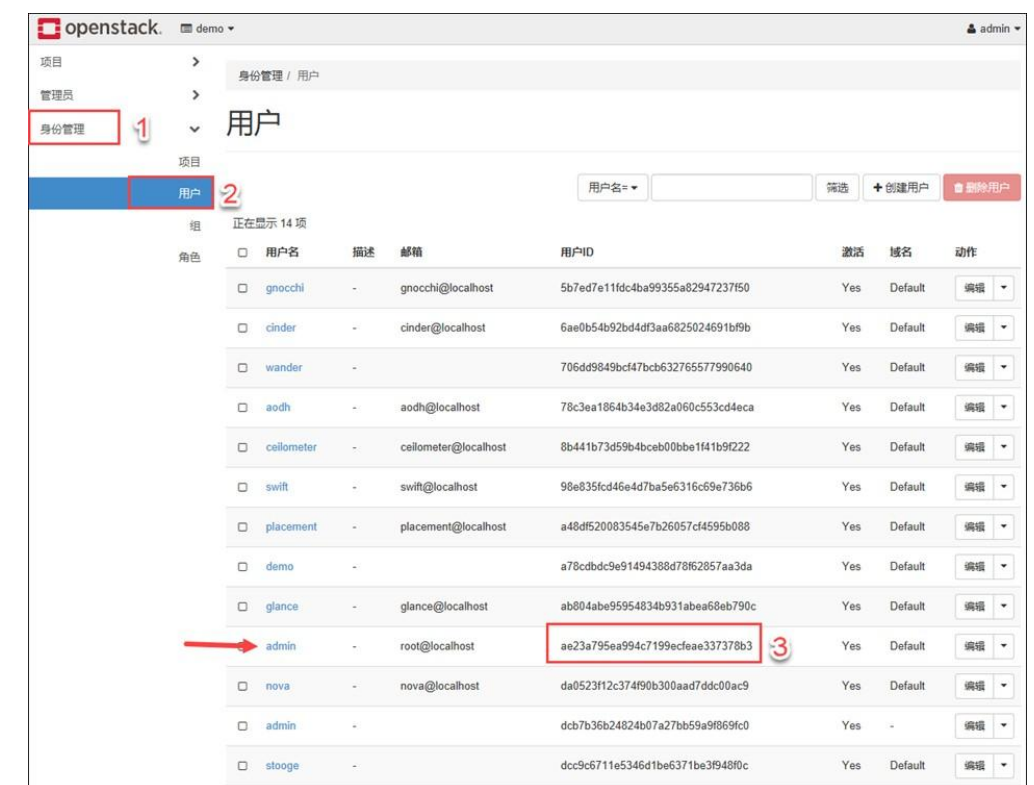 openstack. demo admin
项目
管理员
身份管理 1
项目
用户 2
组
角色
身份管理 / 用户
用户
用户名= 筛选 +创建用户 删除用户
正在显示 14 项
用户名 描述 邮箱 用户ID 激活 域名 动作
gnocchi - gnocchi@localhost 5b7ed7e11fdc4ba99355a82947237f50 Yes Default 编辑
cinder - cinder@localhost 6ae0b54b92bd4df3aa6825024691bf9b Yes Default 编辑
wander - 706dd9849bcf47bcb632765577990640 Yes Default 编辑
aodh - aodh@localhost 78c3ea1864b34e3d82a060c553cd4eca Yes Default 编辑
ceilometer - ceilometer@localhost 8b441b73d59b4bceb00bbe1f41b9f222 Yes Default 编辑
swift - swift@localhost 98e835fcd46e4d7ba5e6316c69e736b6 Yes Default 编辑
placement - placement@localhost a48df520083545e7b26057cf4595b088 Yes Default 编辑
demo - a78cdbdc9e91494388d78f62857aa3da Yes Default 编辑
glance - glance@localhost ab804abe95954834b931abea68eb790c Yes Default 编辑
admin - root@localhost ae23a795ea994c7199ecfeae337378b3 3 Yes Default 编辑
nova - nova@localhost da0523f12c374f90b300aad7ddc00ac9 Yes Default 编辑
admin - dcb7b36b24824b07a27bb59a9f869fc0 Yes - 编辑
stooge - dcc9c6711e5346d1be6371be3f948f0c Yes Default 编辑